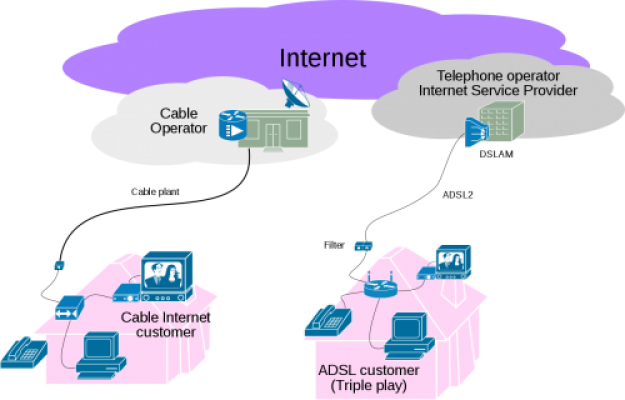 Internet
Cable
Operator
Telephone operator
Internet Service Provider
DSLAM
Cable plant
ADSL2
Filter
Cable Internet
customer
ADSL customer
(Triple play)